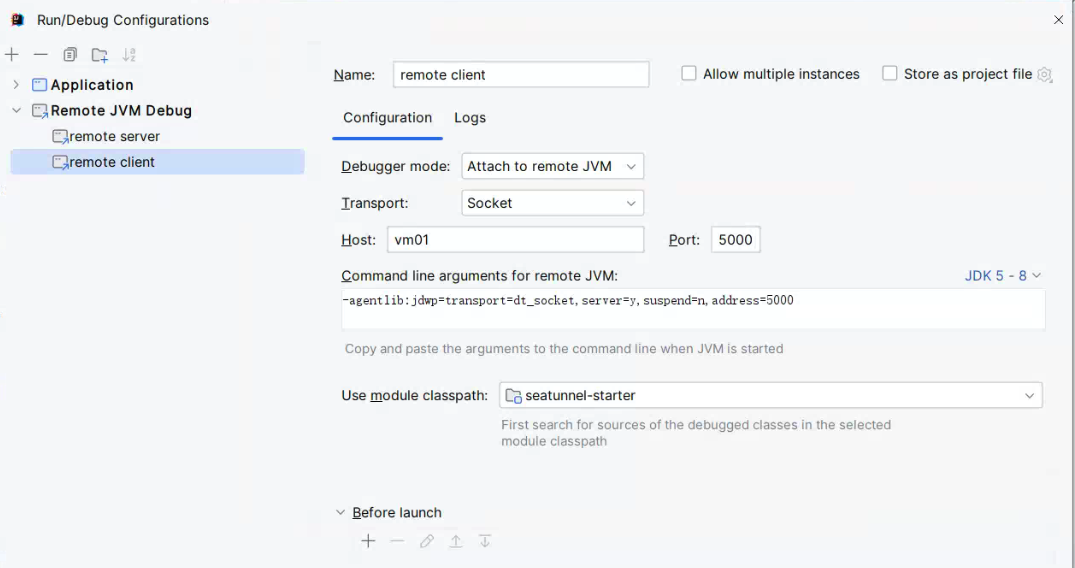 Run/Debug Configurations
Application
Remote JVM Debug
remote server
remote client
Name: remote client Allow multiple instances Store as project file
Configuration Logs
Debugger mode: Attach to remote JVM
Transport: Socket
Host: vm01 Port: 5000
Command line arguments for remote JVM: JDK 5 - 8
-agentlib:jdwp=transport=dt_socket,server=y,suspend=n,address=5000
Copy and paste the arguments to the command line when JVM is started
Use module classpath: seatunnel-starter
First search for sources of the debugged classes in the selected
module classpath
Before launch